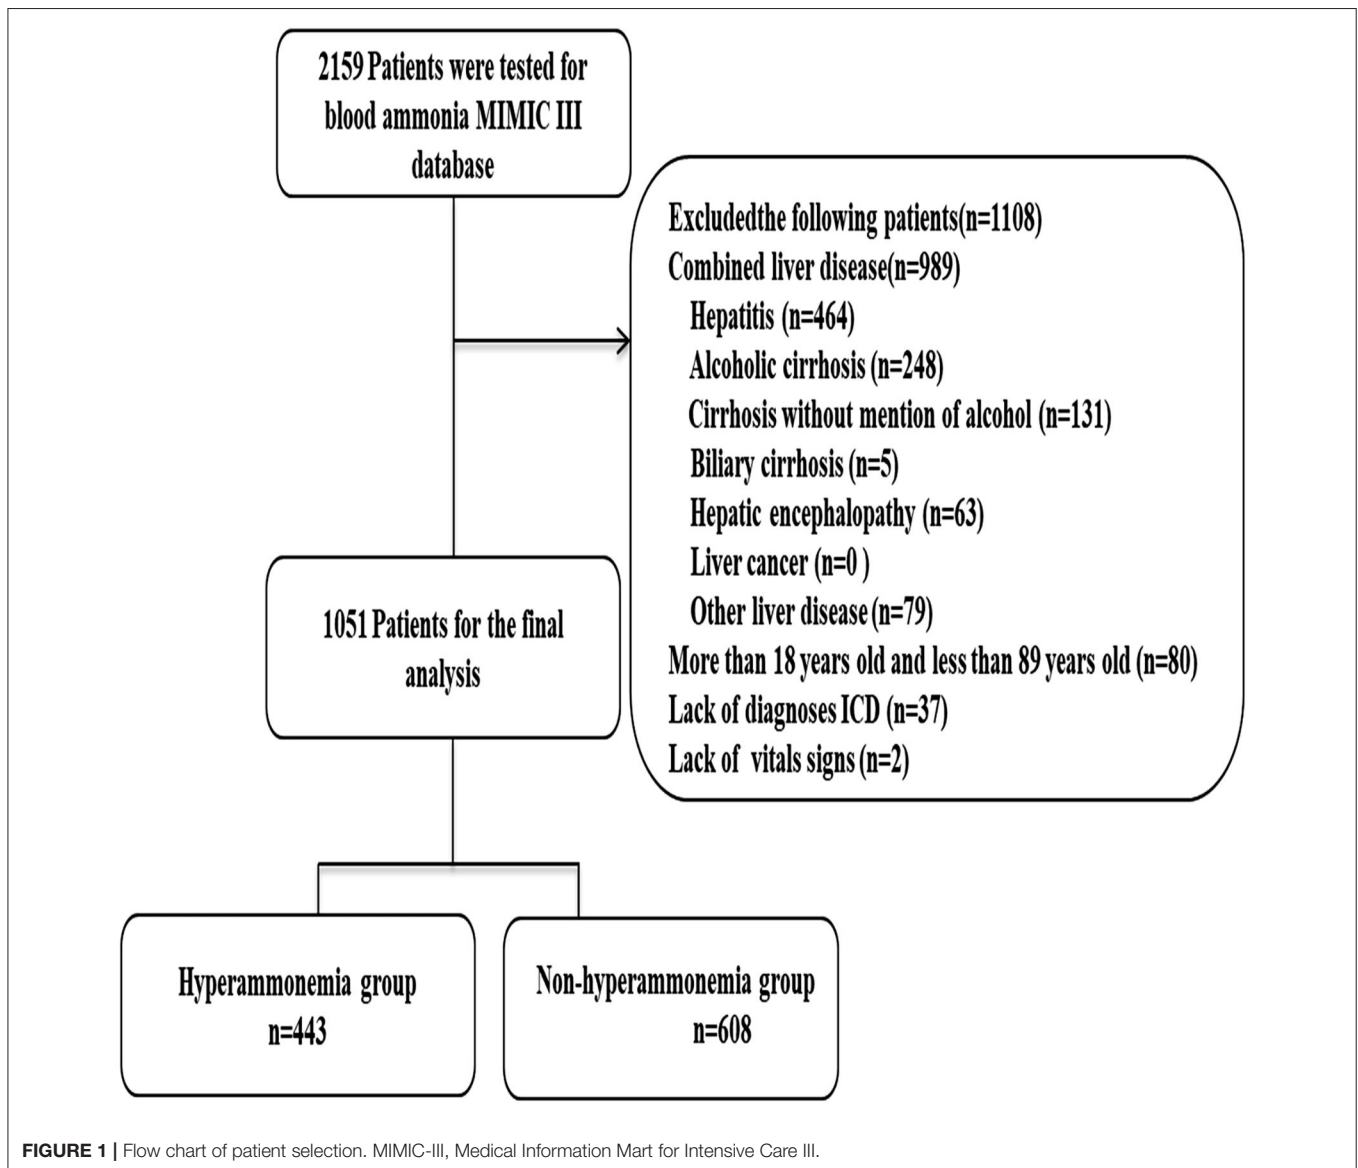 2159 Patients were tested for
blood ammonia MIMIC III
database
Excludedthe following patients(n=1108)
Combined liver disease(n=989)
Hepatitis (n=464)
Alcoholic cirrhosis (n=248)
Cirrhosis without mention of alcohol (n=131)
Biliary cirrhosis (n=5)
Hepatic encephalopathy (n=63)
Liver cancer (n=0 )
Other liver disease (n=79)
More than 18 years old and less than 89 years old (n=80)
Lack of diagnoses ICD (n=37)
Lack of vitals signs (n=2)
1051 Patients for the final
analysis
Hyperammonemia group
n=443
Non-hyperammonemia group
n=608
FIGURE 1 | Flow chart of patient selection. MIMIC-III, Medical Information Mart for Intensive Care III.